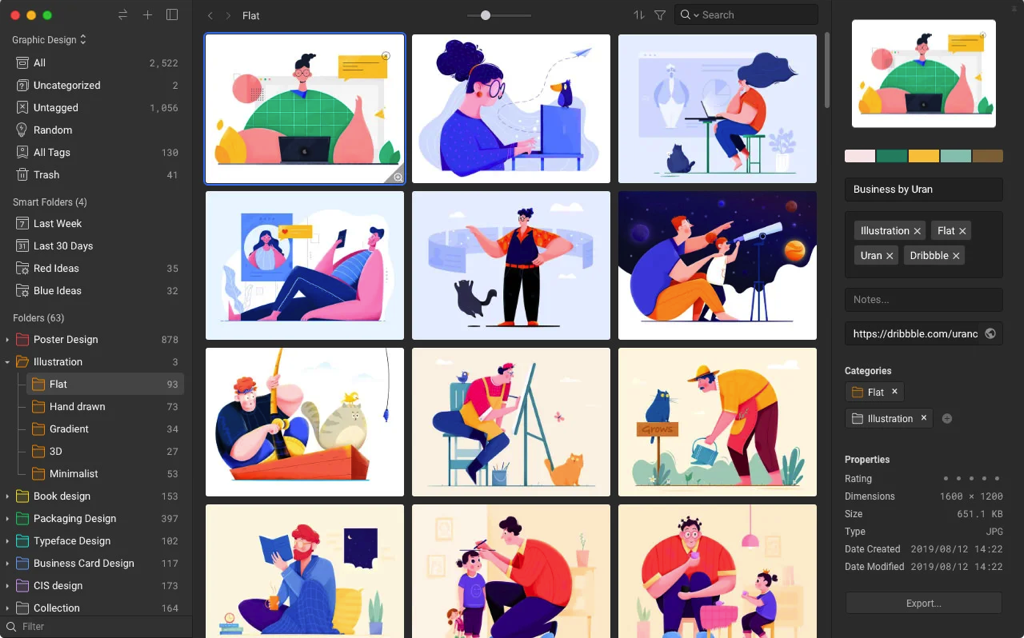 Flat
Search
Graphic Design
All 2,522
Uncategorized 2
Untagged 1,056
Random
All Tags 130
Trash 41
Smart Folders (4)
Last Week
Last 30 Days
Red Ideas 35
Blue Ideas 32
Folders (63)
Poster Design 878
Illustration 3
Flat 93
Hand drawn 73
Gradient 34
3D 27
Minimalist 53
Book design 153
Packaging Design 397
Typeface Design 102
Business Card Design 117
CIS design 173
Collection 164
Filter
Grows
Business by Uran
Illustration × Flat ×
Uran × Dribbble ×
Notes...
https://dribbble.com/uranc
Categories
Flat ×
Illustration ×
Properties
Rating
Dimensions 1600 × 1200
Size 651.1 KB
Type JPG
Date Created 2019/08/12 14:22
Date Modified 2019/08/12 14:22
Export...